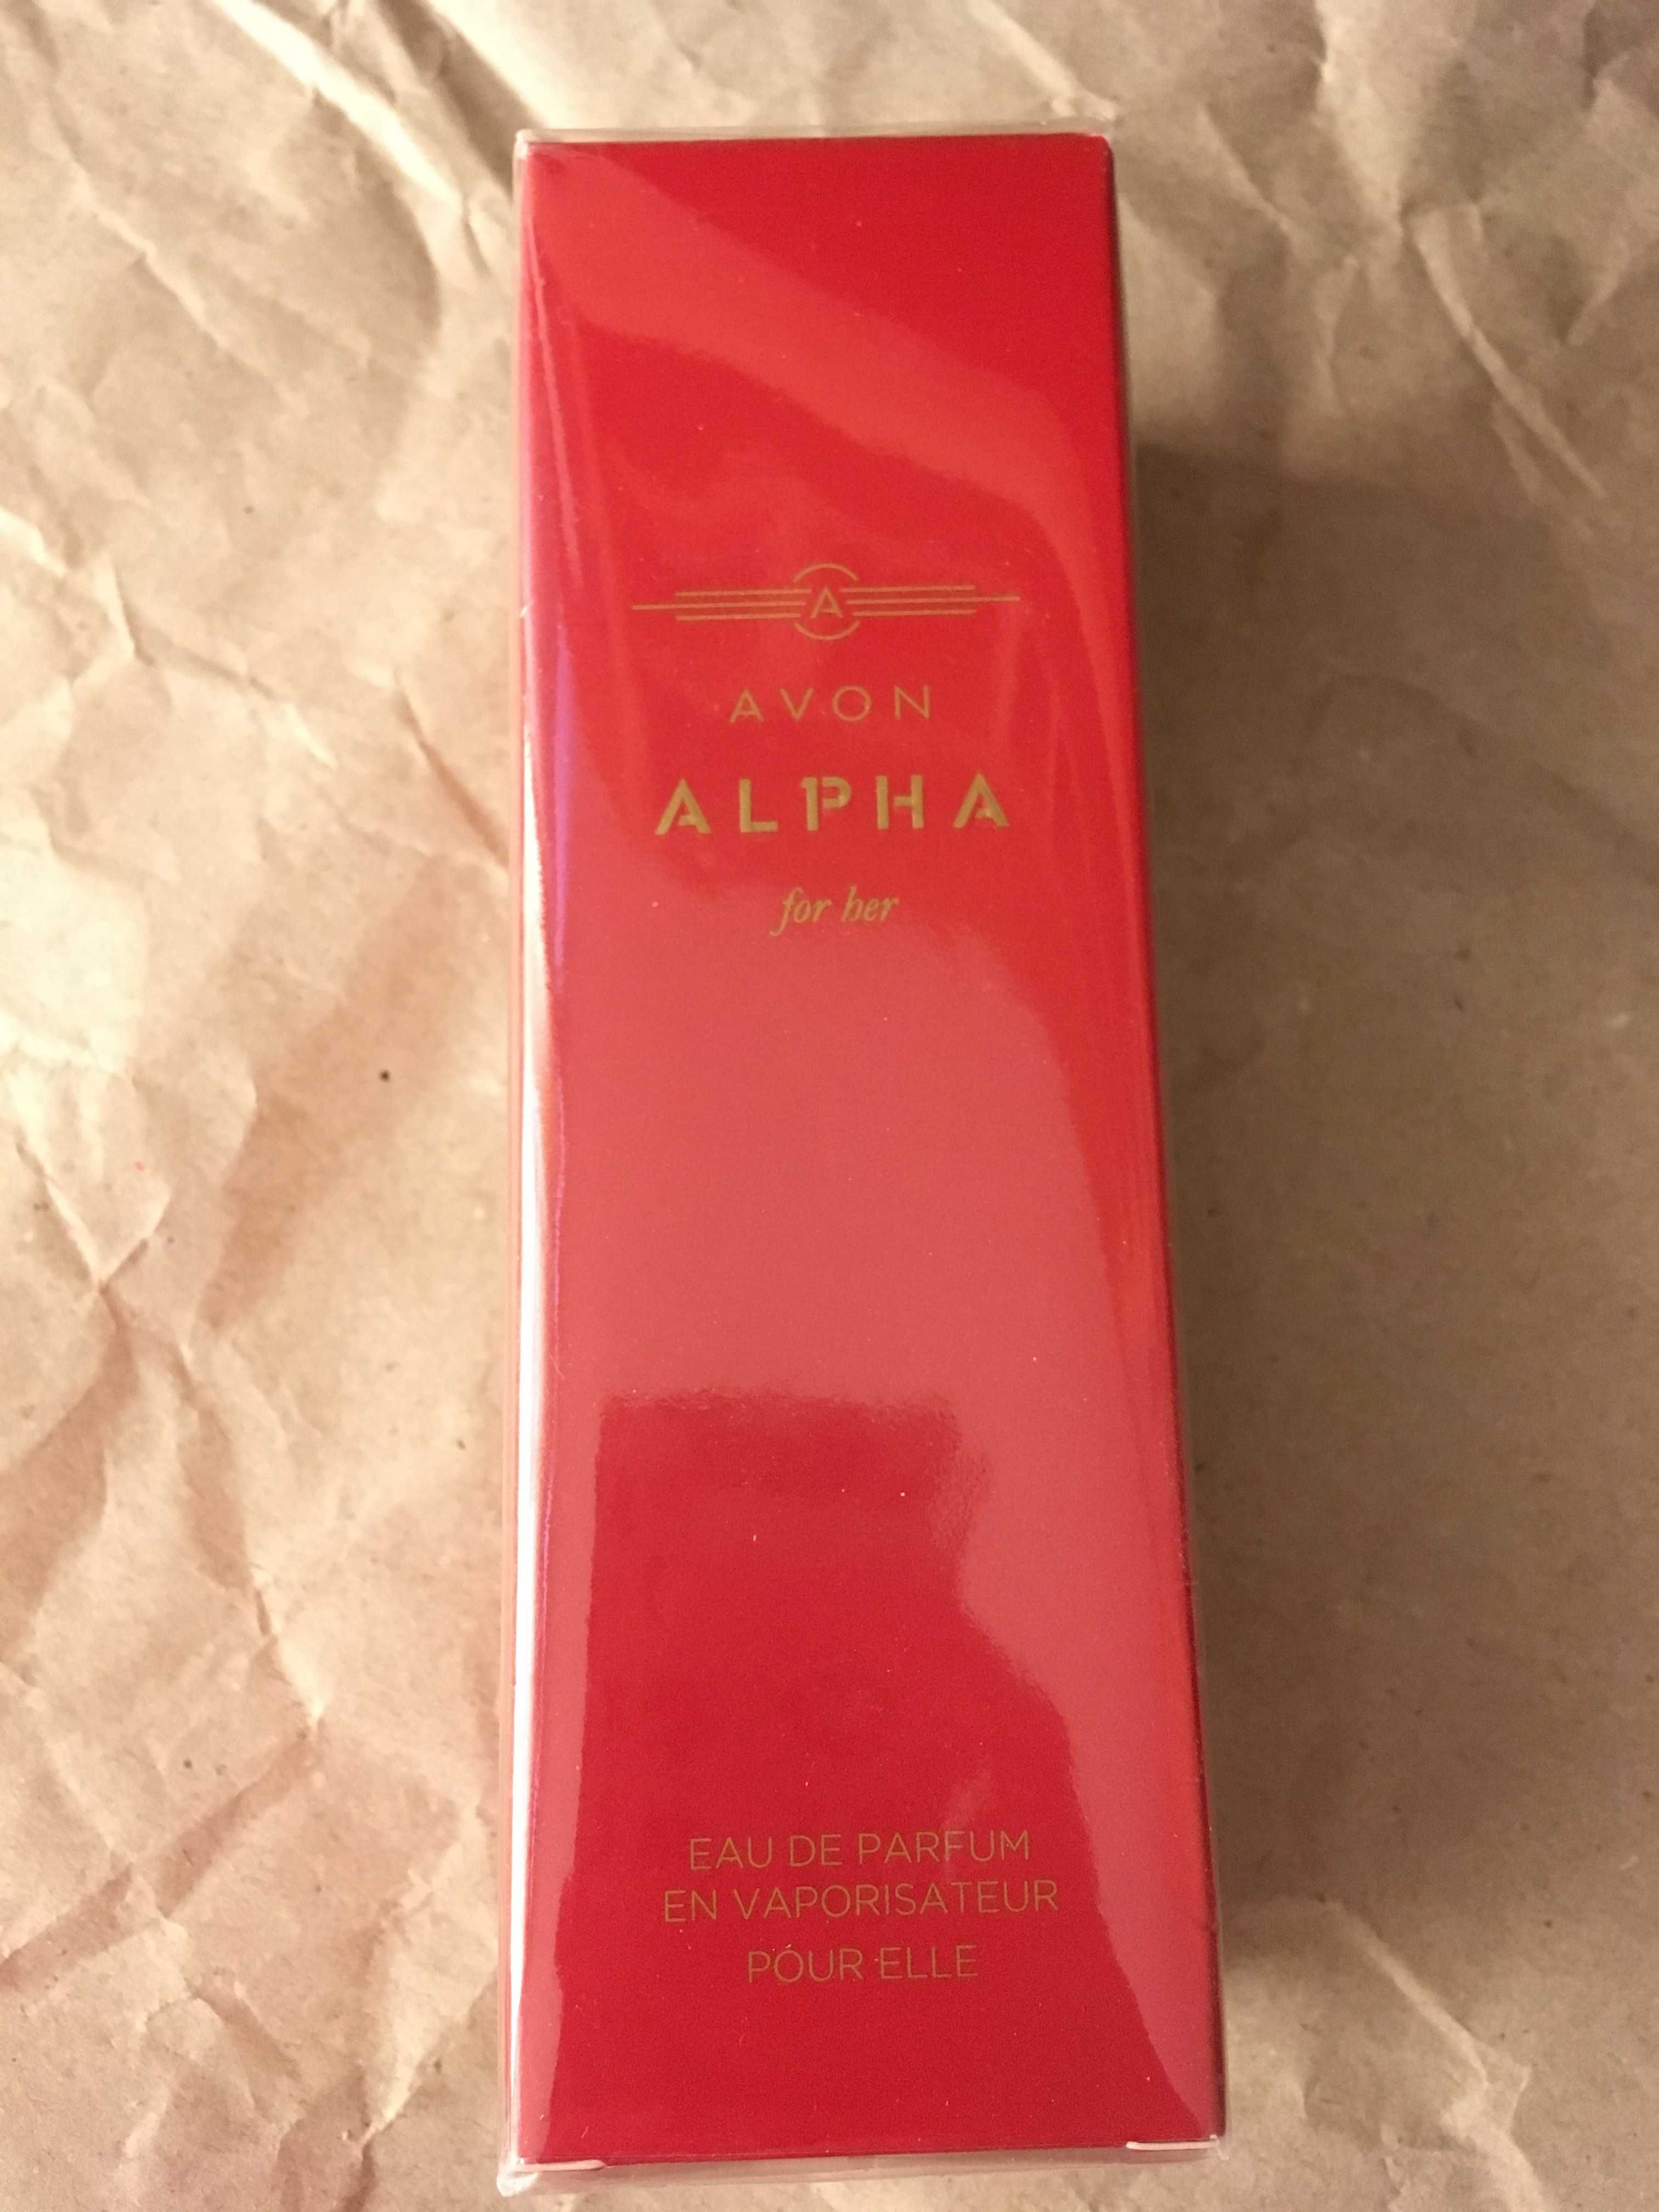 A
AVON
ALPHA
for her
EAU DE PARFUM
EN VAPORISATEUR
POUR ELLE